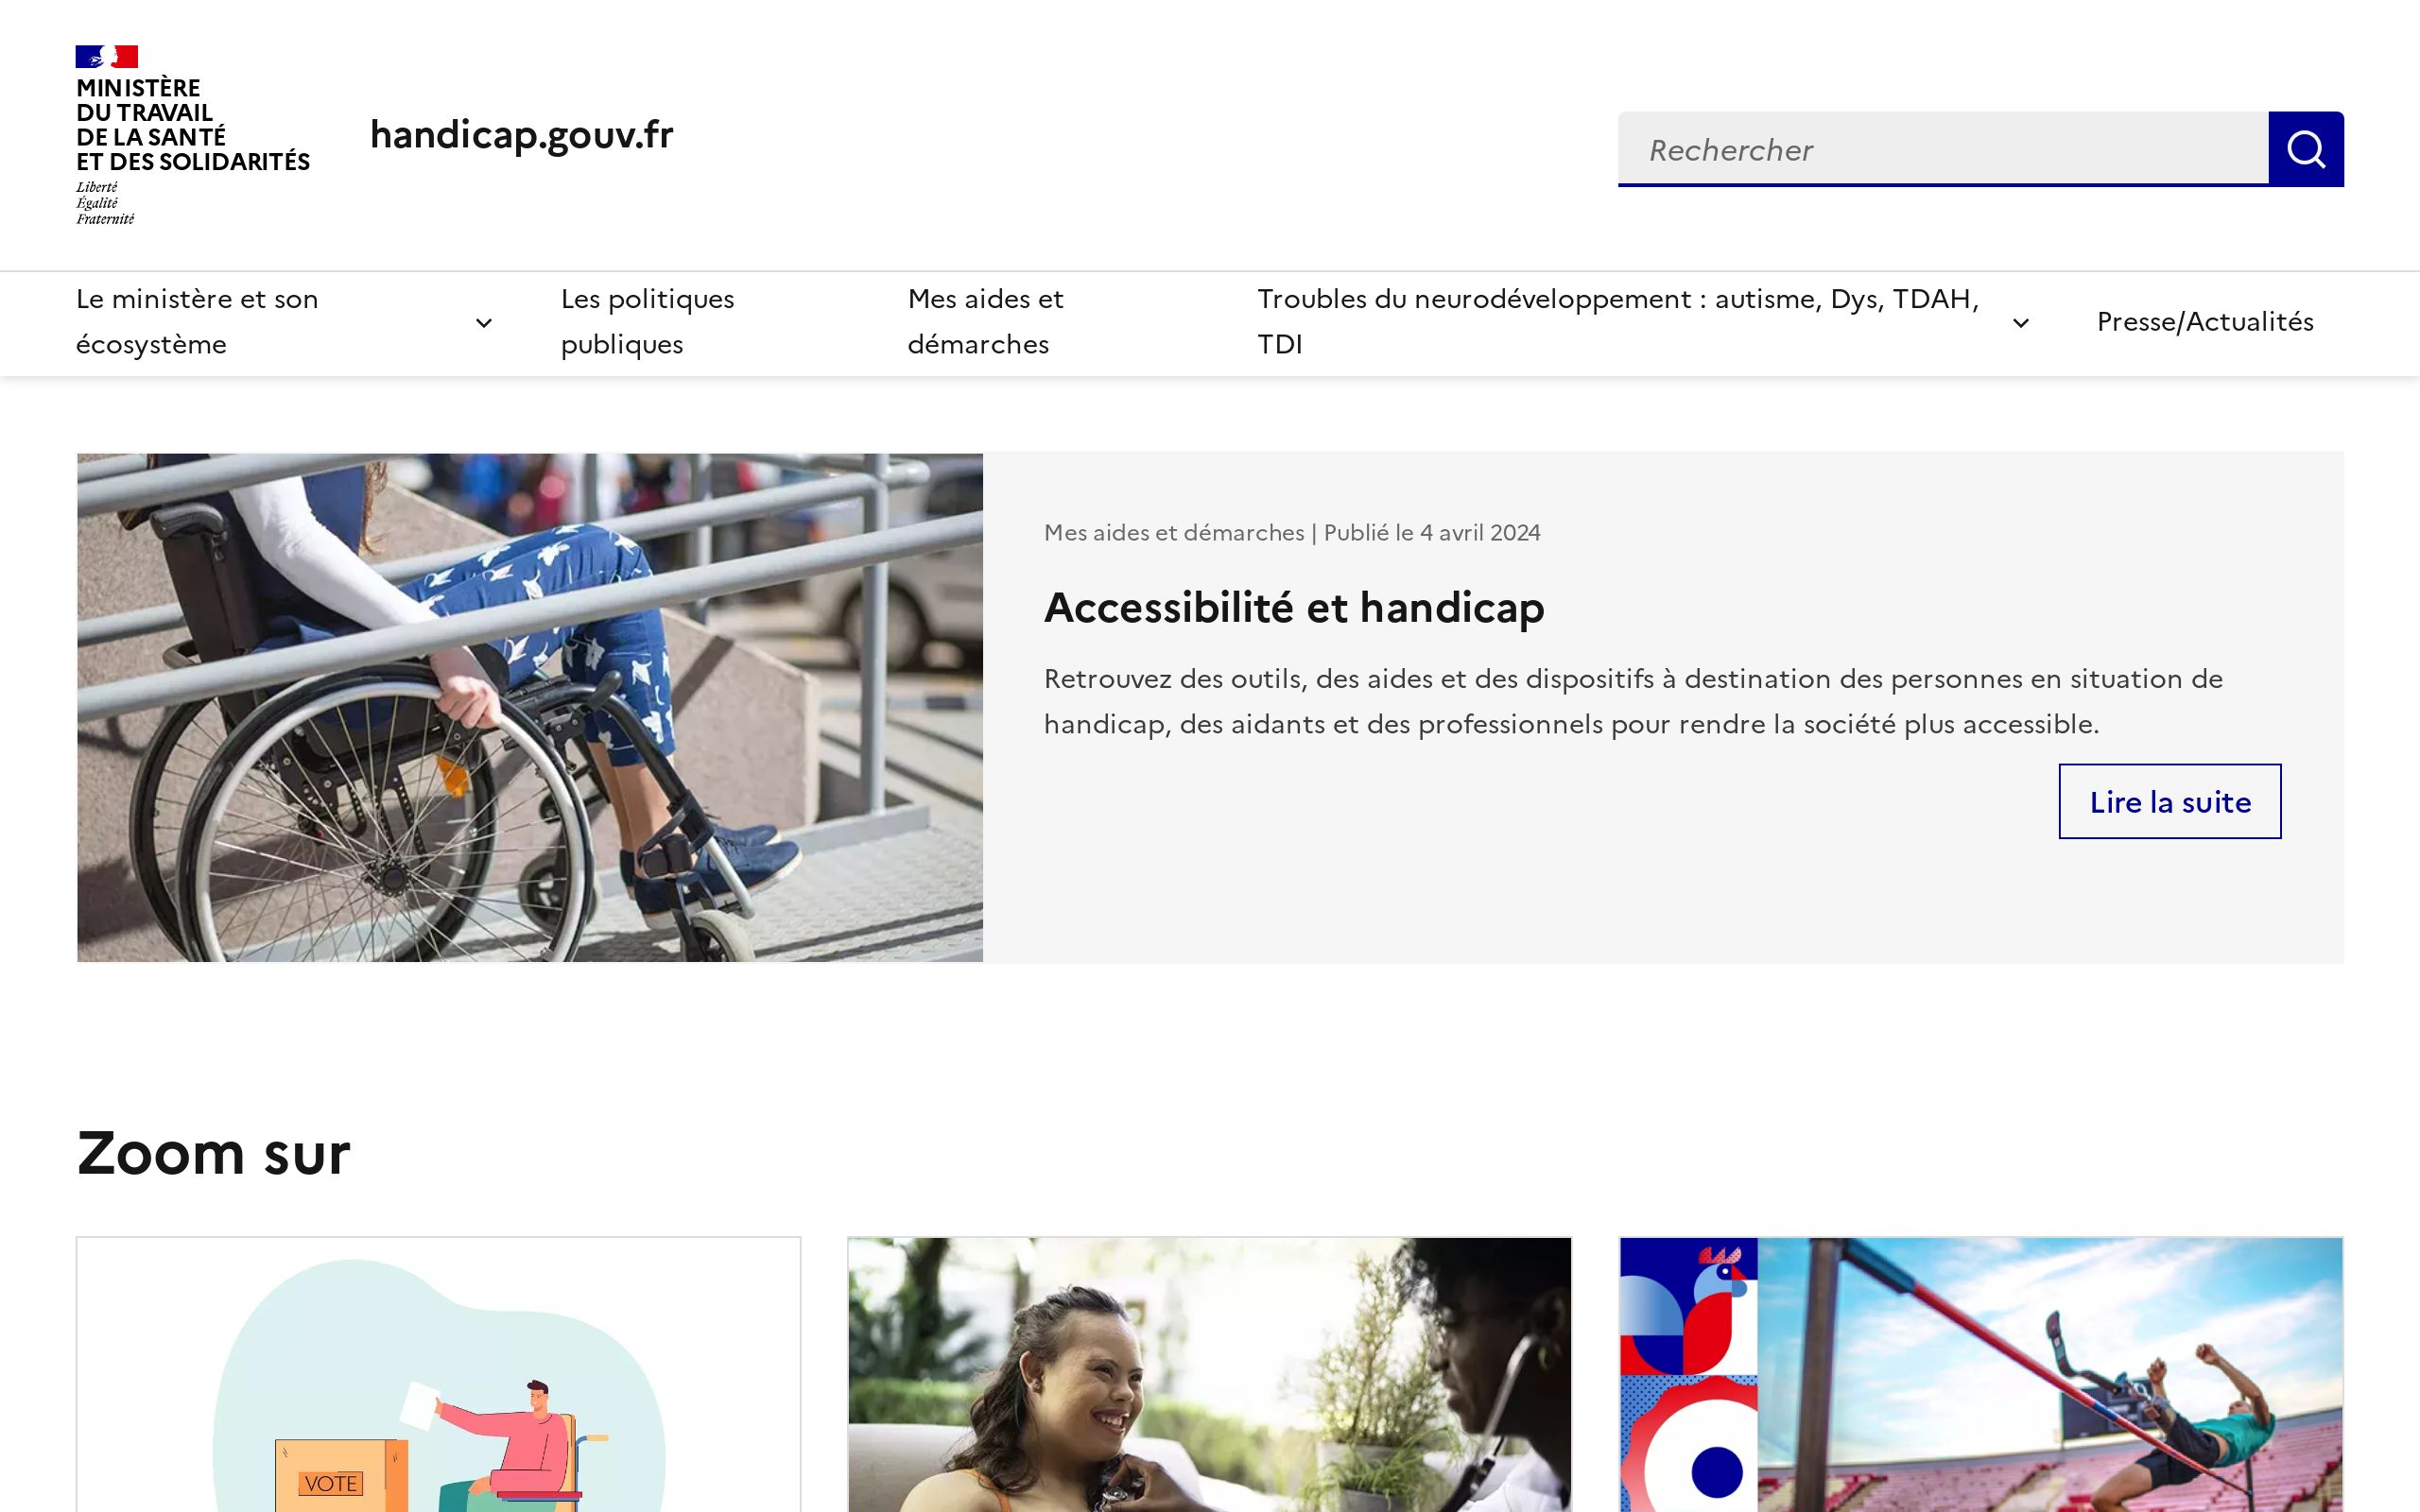 MINISTÈRE
DU TRAVAIL
DE LA SANTÉ
ET DES SOLIDARITÉS
Liberté
Égalité
Fraternité
handicap.gouv.fr
Rechercher
Le ministère et son
écosystème
Les politiques
publiques
Mes aides et
démarches
Troubles du neurodéveloppement : autisme, Dys, TDAH,
TDI
Presse/Actualités
Mes aides et démarches | Publié le 4 avril 2024
Accessibilité et handicap
Retrouvez des outils, des aides et des dispositifs à destination des personnes en situation de
handicap, des aidants et des professionnels pour rendre la société plus accessible.
Lire la suite
Zoom sur
VOTE